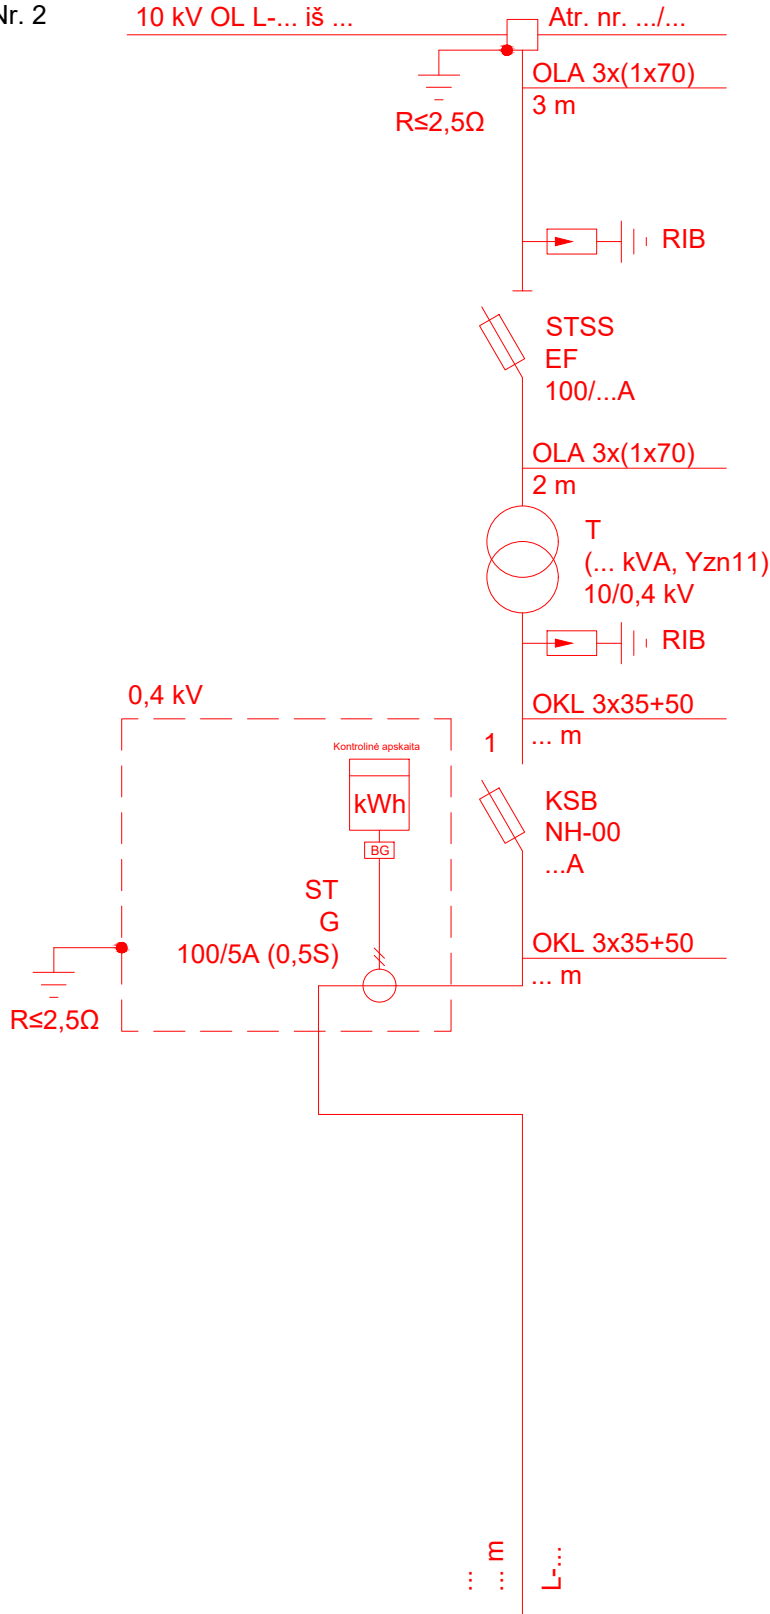 Nr. 2
10 kV OL L-... iš ...
Atr. nr. .../...
OLA 3x(1x70)
3 m
R≤2,5Ω
RIB
STSS
EF
100/...A
OLA 3x(1x70)
2 m
T
(... kVA, Yzn11)
10/0,4 kV
RIB
0,4 kV
OKL 3x35+50
... m
1
Kontrolinė apskaita
kWh
BG
KSB
NH-00
...A
ST
G
100/5A (0,5S)
OKL 3x35+50
... m
R≤2,5Ω
...
... m
L-...